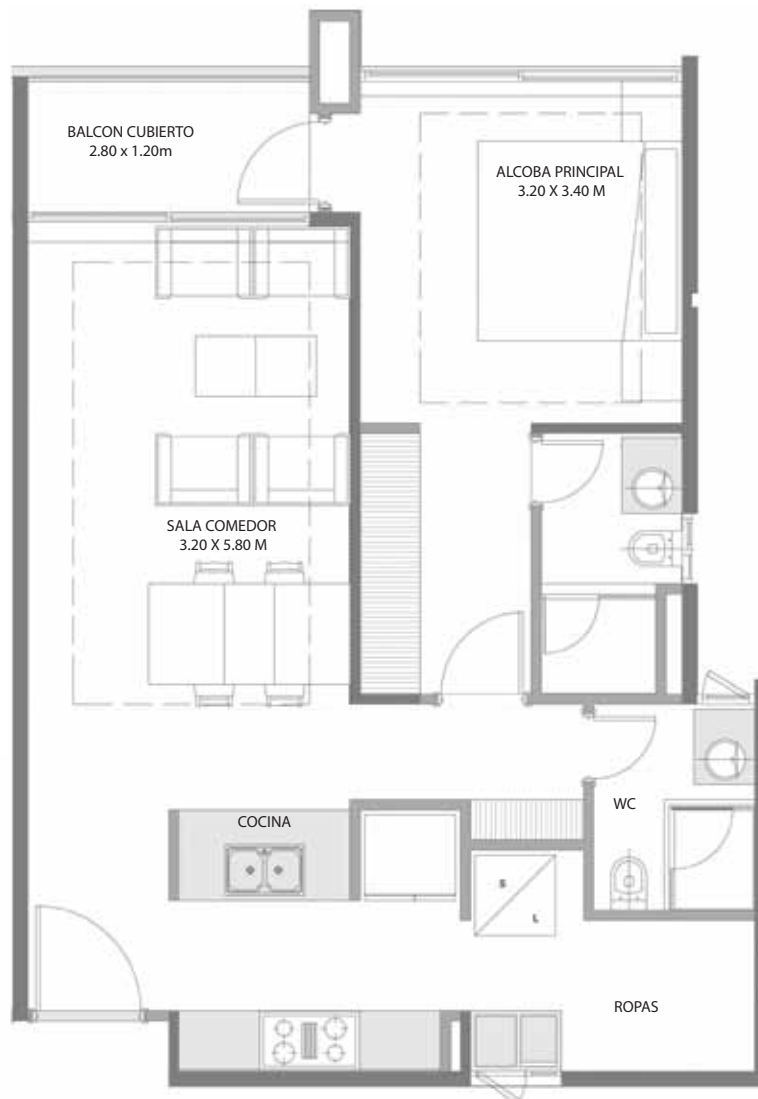 BALCON CUBIERTO
2.80 x 1.20m
ALCOBA PRINCIPAL
3.20 X 3.40 M
SALA COMEDOR
3.20 X 5.80 M
COCINA
WC
S
L
ROPAS